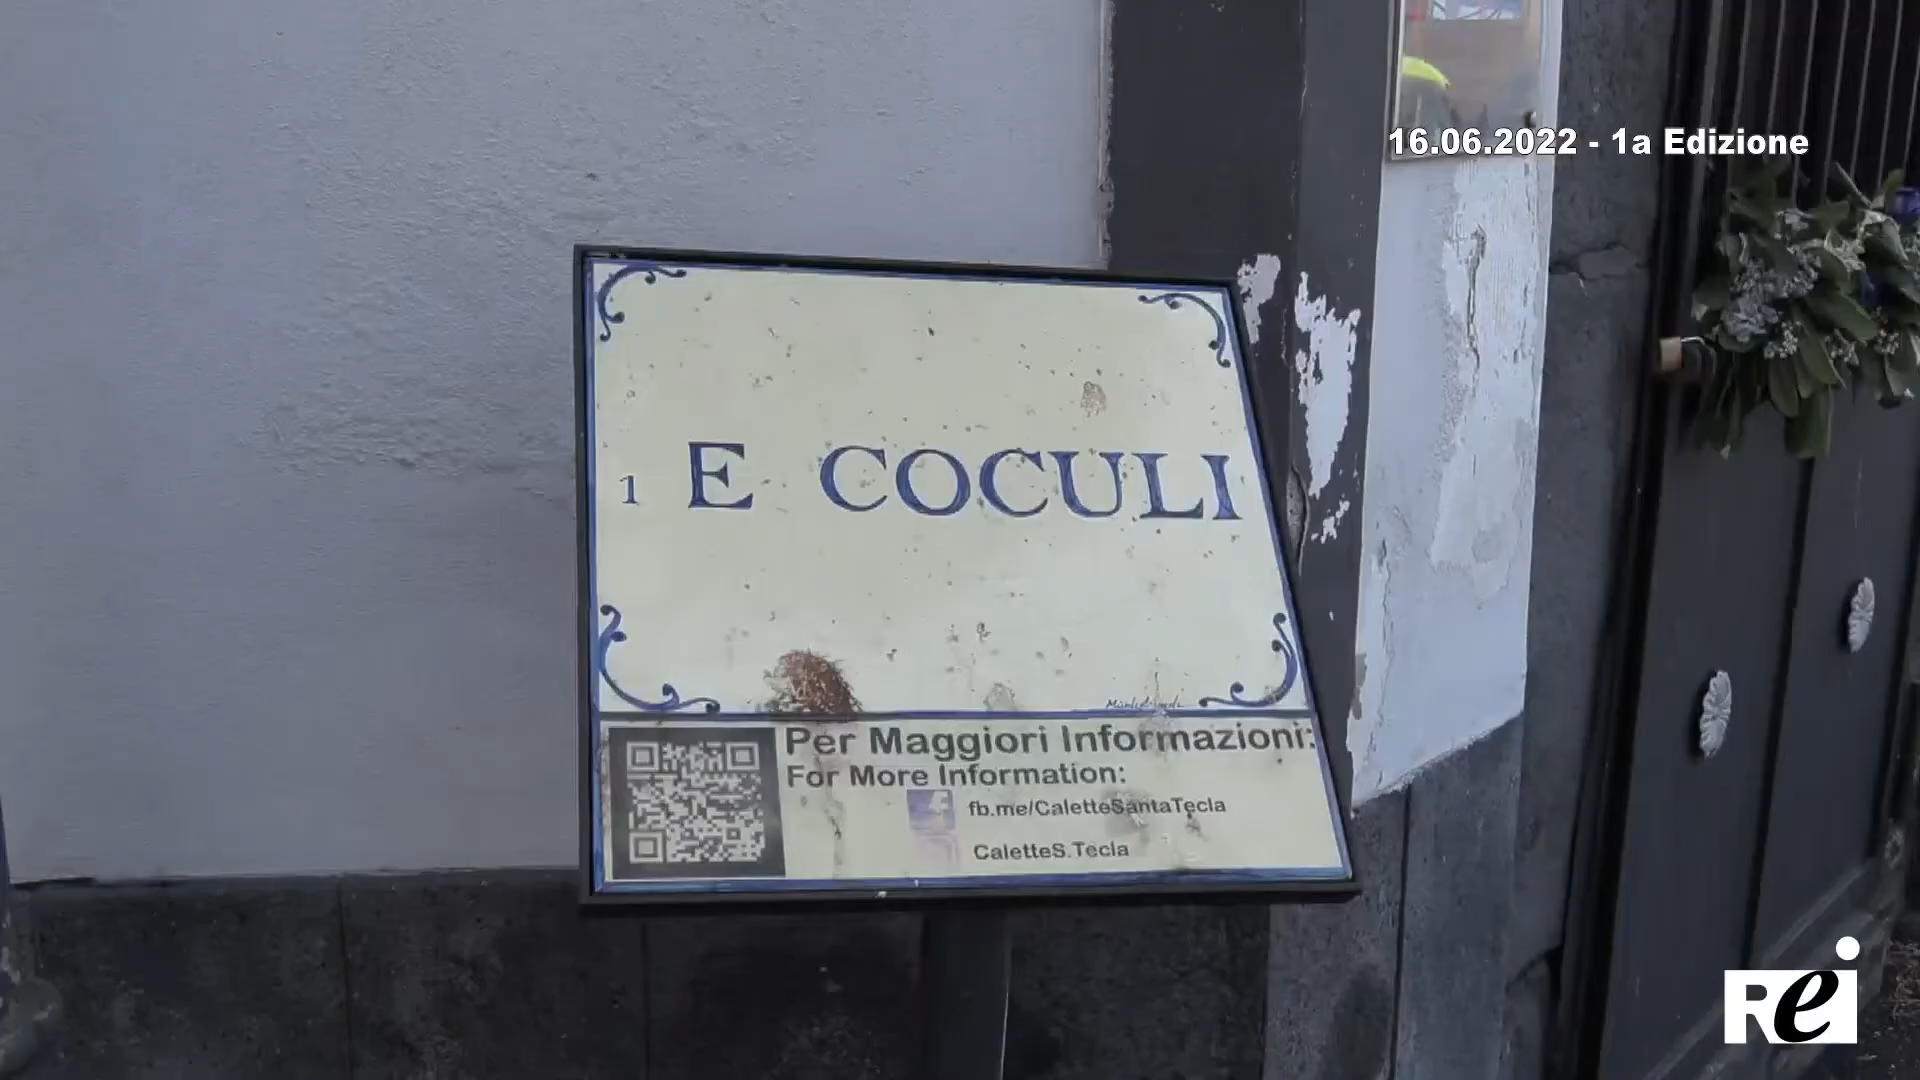 16.06.2022 - 1a Edizione
1 E COCULI
Per Maggiori Informazioni:
For More Information:
fb.me/CaletteSantaTecla
CaletteS.Tecla
Rei